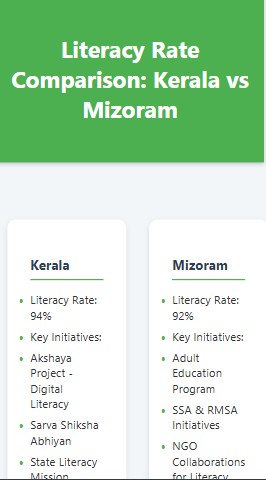 Literacy Rate
Comparison: Kerala vs
Mizoram
Kerala
Literacy Rate:
94%
Key Initiatives:
Akshaya
Project -
Digital
Literacy
Sarva Shiksha
Abhiyan
State Literacy
Mission
Mizoram
Literacy Rate:
92%
Key Initiatives:
Adult
Education
Program
SSA & RMSA
Initiatives
NGO
Collaborations
for Literacy